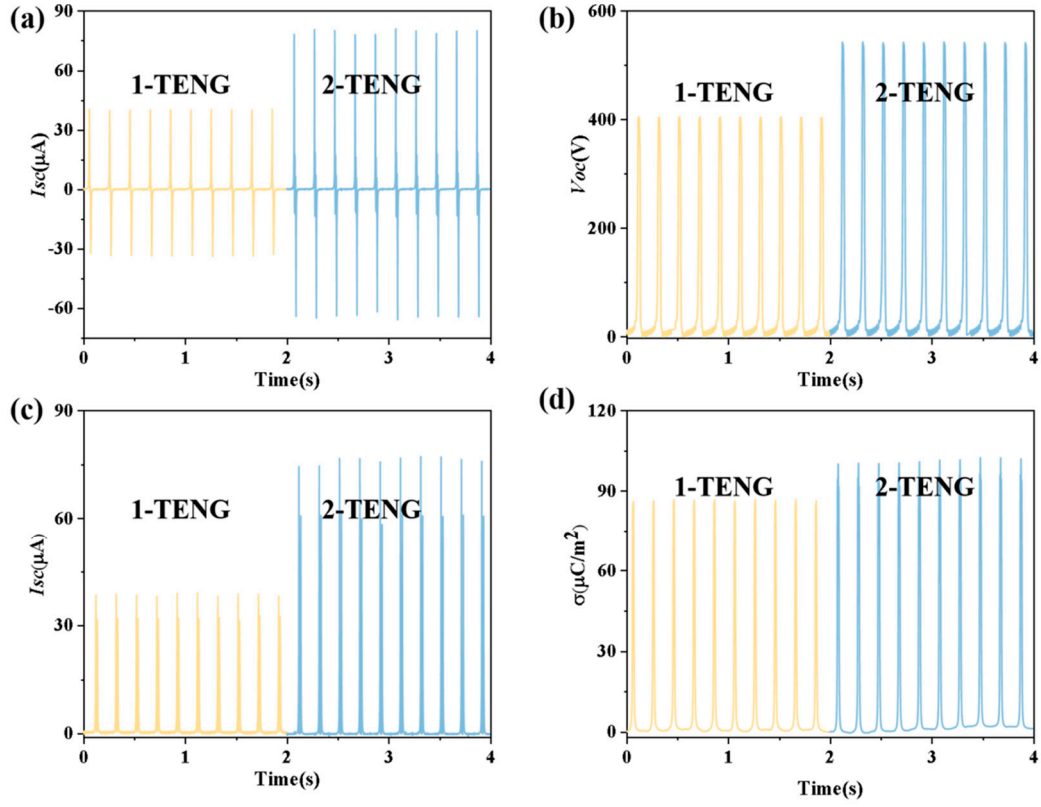 (a)
90
60
30
0
-30
-60
Isc(μA)
1-TENG
2-TENG
0
1
2
3
4
Time(s)
(b)
600
400
200
0
Voc(V)
1-TENG
2-TENG
0
1
2
3
4
Time(s)
(c)
90
60
30
0
Isc(μA)
1-TENG
2-TENG
0
1
2
3
4
Time(s)
(d)
120
90
60
30
0
σ(μC/m²)
1-TENG
2-TENG
0
1
2
3
4
Time(s)